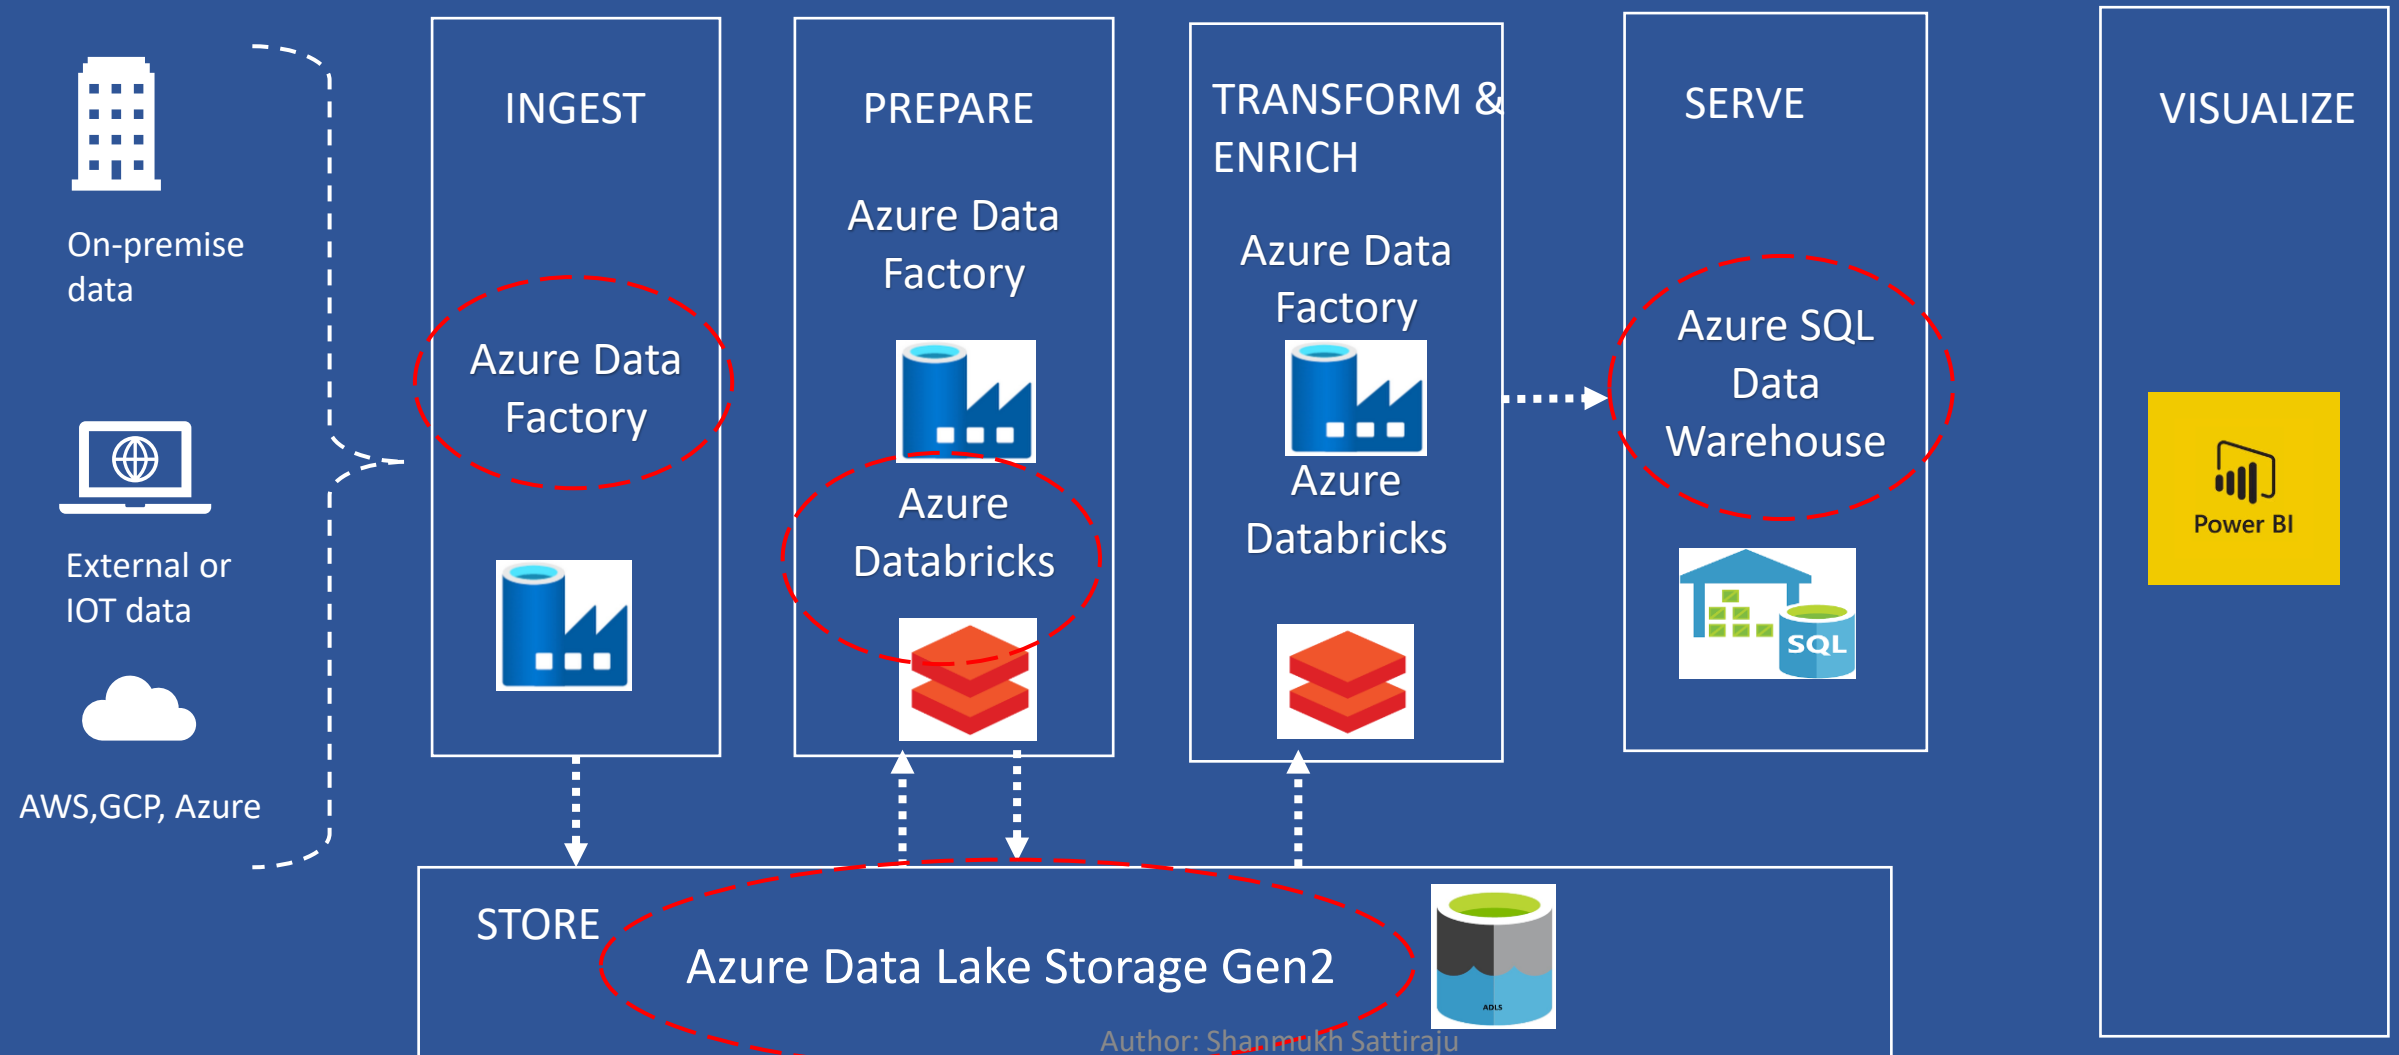 On-premise
data
External or
IOT data
AWS,GCP, Azure
INGEST
Azure Data
Factory
PREPARE
Azure Data
Factory
Azure
Databricks
TRANSFORM &
ENRICH
Azure Data
Factory
Azure
Databricks
SERVE
Azure SQL
Data
Warehouse
SQL
VISUALIZE
Power BI
STORE
Azure Data Lake Storage Gen2
ADLS
Author: Shanmukh Sattiraju